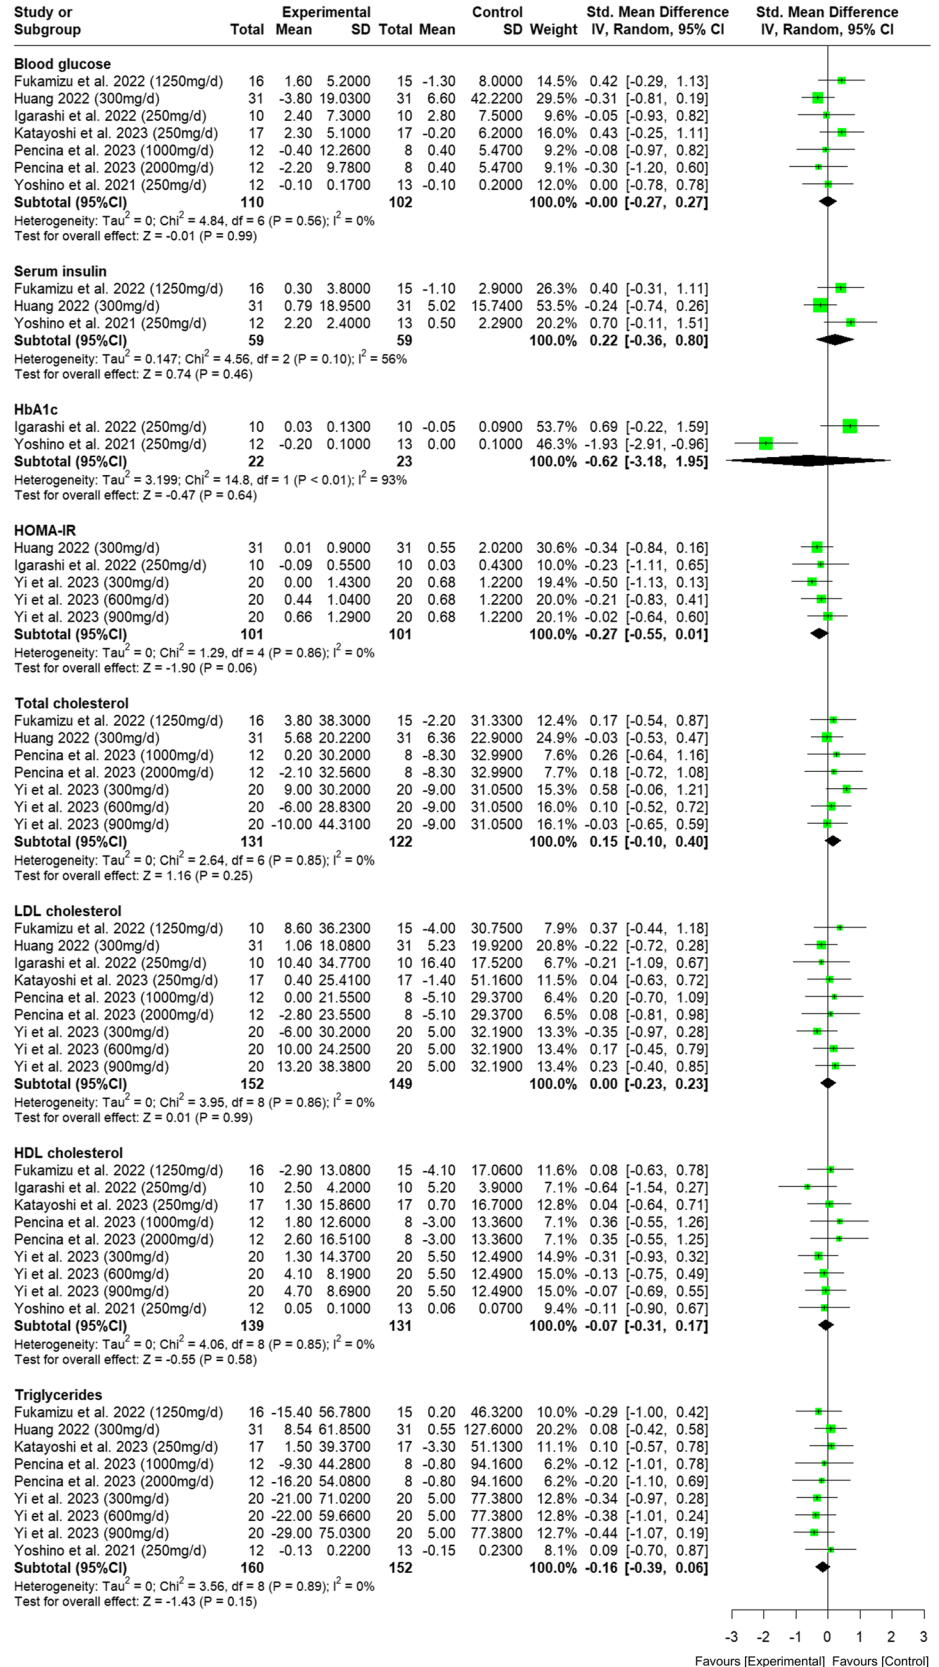 Study or Experimental Control Std. Mean Difference Std. Mean Difference
Subgroup Total Mean SD Total Mean SD Weight IV, Random, 95% CI IV, Random, 95% CI
Blood glucose
Fukamizu et al. 2022 (1250mg/d) 16 1.60 5.2000 15 -1.30 8.0000 14.5% 0.42 [-0.29, 1.13]
Huang 2022 (300mg/d) 31 -3.80 19.0300 31 6.60 42.2200 29.5% -0.31 [-0.81, 0.19]
Igarashi et al. 2022 (250mg/d) 10 2.40 7.3000 10 2.80 7.5000 9.6% -0.05 [-0.93, 0.82]
Katayoshi et al. 2023 (250mg/d) 17 2.30 5.1000 17 -0.20 6.2000 16.0% 0.43 [-0.25, 1.11]
Pencina et al. 2023 (1000mg/d) 12 -0.40 12.2600 8 0.40 5.4700 9.2% -0.08 [-0.97, 0.82]
Pencina et al. 2023 (2000mg/d) 12 -2.20 9.7800 8 0.40 5.4700 9.1% -0.30 [-1.20, 0.60]
Yoshino et al. 2021 (250mg/d) 12 -0.10 0.1700 13 -0.10 0.2000 12.0% 0.00 [-0.78, 0.78]
Subtotal (95%CI) 110 102 100.0% -0.00 [-0.27, 0.27]
Heterogeneity: Tau² = 0; Chi² = 4.84, df = 6 (P = 0.56); I² = 0%
Test for overall effect: Z = -0.01 (P = 0.99)
Serum insulin
Fukamizu et al. 2022 (1250mg/d) 16 0.30 3.8000 15 -1.10 2.9000 26.3% 0.40 [-0.31, 1.11]
Huang 2022 (300mg/d) 31 0.79 18.9500 31 5.02 15.7400 53.5% -0.24 [-0.74, 0.26]
Yoshino et al. 2021 (250mg/d) 12 2.20 2.4000 13 0.50 2.2900 20.2% 0.70 [-0.11, 1.51]
Subtotal (95%CI) 59 59 100.0% 0.22 [-0.36, 0.80]
Heterogeneity: Tau² = 0.147; Chi² = 4.56, df = 2 (P = 0.10); I² = 56%
Test for overall effect: Z = 0.74 (P = 0.46)
HbA1c
Igarashi et al. 2022 (250mg/d) 10 0.03 0.1300 10 -0.05 0.0900 53.7% 0.69 [-0.22, 1.59]
Yoshino et al. 2021 (250mg/d) 12 -0.20 0.1000 13 0.00 0.1000 46.3% -1.93 [-2.91, -0.96]
Subtotal (95%CI) 22 23 100.0% -0.62 [-3.18, 1.95]
Heterogeneity: Tau² = 3.199; Chi² = 14.8, df = 1 (P < 0.01); I² = 93%
Test for overall effect: Z = -0.47 (P = 0.64)
HOMA-IR
Huang 2022 (300mg/d) 31 0.01 0.9000 31 0.55 2.0200 30.6% -0.34 [-0.84, 0.16]
Igarashi et al. 2022 (250mg/d) 10 -0.09 0.5500 10 0.03 0.4300 10.0% -0.23 [-1.11, 0.65]
Yi et al. 2023 (300mg/d) 20 0.00 1.4300 20 0.68 1.2200 19.4% -0.50 [-1.13, 0.13]
Yi et al. 2023 (600mg/d) 20 0.44 1.0400 20 0.68 1.2200 20.0% -0.21 [-0.83, 0.41]
Yi et al. 2023 (900mg/d) 20 0.66 1.2900 20 0.68 1.2200 20.1% -0.02 [-0.64, 0.60]
Subtotal (95%CI) 101 101 100.0% -0.27 [-0.55, 0.01]
Heterogeneity: Tau² = 0; Chi² = 1.29, df = 4 (P = 0.86); I² = 0%
Test for overall effect: Z = -1.90 (P = 0.06)
Total cholesterol
Fukamizu et al. 2022 (1250mg/d) 16 3.80 38.3000 15 -2.20 31.3300 12.4% 0.17 [-0.54, 0.87]
Huang 2022 (300mg/d) 31 5.68 20.2200 31 6.36 22.9000 24.9% -0.03 [-0.53, 0.47]
Pencina et al. 2023 (1000mg/d) 12 0.20 30.2000 8 -8.30 32.9900 7.6% 0.26 [-0.64, 1.16]
Pencina et al. 2023 (2000mg/d) 12 -2.10 32.5600 8 -8.30 32.9900 7.7% 0.18 [-0.72, 1.08]
Yi et al. 2023 (300mg/d) 20 9.00 30.2000 20 -9.00 31.0500 15.3% 0.58 [-0.06, 1.21]
Yi et al. 2023 (600mg/d) 20 -6.00 28.8300 20 -9.00 31.0500 16.1% 0.10 [-0.52, 0.72]
Yi et al. 2023 (900mg/d) 20 -10.00 44.3100 20 -9.00 31.0500 16.1% -0.03 [-0.65, 0.59]
Subtotal (95%CI) 131 122 100.0% 0.15 [-0.10, 0.40]
Heterogeneity: Tau² = 0; Chi² = 2.64, df = 6 (P = 0.85); I² = 0%
Test for overall effect: Z = 1.16 (P = 0.25)
LDL cholesterol
Fukamizu et al. 2022 (1250mg/d) 10 8.60 36.2300 15 -4.00 30.7500 7.9% 0.37 [-0.44, 1.18]
Huang 2022 (300mg/d) 31 1.06 18.0800 31 5.23 19.9200 20.8% -0.22 [-0.72, 0.28]
Igarashi et al. 2022 (250mg/d) 10 10.40 34.7700 10 16.40 17.5200 6.7% -0.21 [-1.09, 0.67]
Katayoshi et al. 2023 (250mg/d) 17 0.40 25.4100 17 -1.40 51.1600 11.5% 0.04 [-0.63, 0.72]
Pencina et al. 2023 (1000mg/d) 12 0.00 21.5500 8 -5.10 29.3700 6.4% 0.20 [-0.70, 1.09]
Pencina et al. 2023 (2000mg/d) 12 -2.80 23.5500 8 -5.10 29.3700 6.4% 0.08 [-0.81, 0.98]
Yi et al. 2023 (300mg/d) 20 -6.00 30.2000 20 5.00 32.1900 13.3% -0.35 [-0.97, 0.28]
Yi et al. 2023 (600mg/d) 20 10.00 24.2500 20 5.00 32.1900 13.4% 0.17 [-0.45, 0.79]
Yi et al. 2023 (900mg/d) 20 13.20 38.3800 20 5.00 32.1900 13.4% 0.23 [-0.40, 0.85]
Subtotal (95%CI) 152 149 100.0% 0.00 [-0.23, 0.23]
Heterogeneity: Tau² = 0; Chi² = 3.95, df = 8 (P = 0.86); I² = 0%
Test for overall effect: Z = 0.01 (P = 0.99)
HDL cholesterol
Fukamizu et al. 2022 (1250mg/d) 16 -2.90 13.0800 15 -4.10 17.0600 11.6% 0.08 [-0.63, 0.78]
Igarashi et al. 2022 (250mg/d) 10 2.50 4.2000 10 5.20 3.9000 7.1% -0.64 [-1.54, 0.27]
Katayoshi et al. 2023 (250mg/d) 17 1.30 15.8600 17 0.70 16.7000 12.8% 0.04 [-0.64, 0.71]
Pencina et al. 2023 (1000mg/d) 12 1.80 12.6000 8 -3.00 13.3600 7.1% 0.36 [-0.55, 1.26]
Pencina et al. 2023 (2000mg/d) 12 2.60 16.5100 8 -3.00 13.3600 7.1% 0.35 [-0.55, 1.25]
Yi et al. 2023 (300mg/d) 20 1.30 14.3700 20 5.50 12.4900 14.9% -0.31 [-0.93, 0.32]
Yi et al. 2023 (600mg/d) 20 4.10 8.1900 20 5.50 12.4900 15.0% -0.13 [-0.75, 0.49]
Yi et al. 2023 (900mg/d) 20 4.70 8.6900 20 5.50 12.4900 15.0% -0.07 [-0.69, 0.55]
Yoshino et al. 2021 (250mg/d) 12 0.05 0.1000 13 0.06 0.0700 9.4% -0.11 [-0.90, 0.67]
Subtotal (95%CI) 139 131 100.0% -0.07 [-0.31, 0.17]
Heterogeneity: Tau² = 0; Chi² = 4.06, df = 8 (P = 0.85); I² = 0%
Test for overall effect: Z = -0.55 (P = 0.58)
Triglycerides
Fukamizu et al. 2022 (1250mg/d) 16 -15.40 56.7800 15 0.20 46.3200 10.0% -0.29 [-1.00, 0.42]
Huang 2022 (300mg/d) 31 8.54 61.8500 31 0.55 127.6000 20.2% 0.08 [-0.42, 0.58]
Katayoshi et al. 2023 (250mg/d) 17 1.50 39.3700 17 -3.30 51.1300 11.1% 0.10 [-0.57, 0.78]
Pencina et al. 2023 (1000mg/d) 12 -9.30 44.2800 8 -0.80 94.1600 6.2% -0.12 [-1.01, 0.78]
Pencina et al. 2023 (2000mg/d) 12 -16.20 54.0800 8 -0.80 94.1600 6.2% -0.20 [-1.10, 0.69]
Yi et al. 2023 (300mg/d) 20 -21.00 71.0200 20 5.00 77.3800 12.8% -0.34 [-0.97, 0.28]
Yi et al. 2023 (600mg/d) 20 -22.00 59.6600 20 5.00 77.3800 12.8% -0.38 [-1.01, 0.24]
Yi et al. 2023 (900mg/d) 20 -29.00 75.0300 20 5.00 77.3800 12.7% -0.44 [-1.07, 0.19]
Yoshino et al. 2021 (250mg/d) 12 -0.13 0.2200 13 -0.15 0.2300 8.1% 0.09 [-0.70, 0.87]
Subtotal (95%CI) 160 152 100.0% -0.16 [-0.39, 0.06]
Heterogeneity: Tau² = 0; Chi² = 3.56, df = 8 (P = 0.89); I² = 0%
Test for overall effect: Z = -1.43 (P = 0.15)
-3 -2 -1 0 1 2 3
Favours [Experimental] Favours [Control]